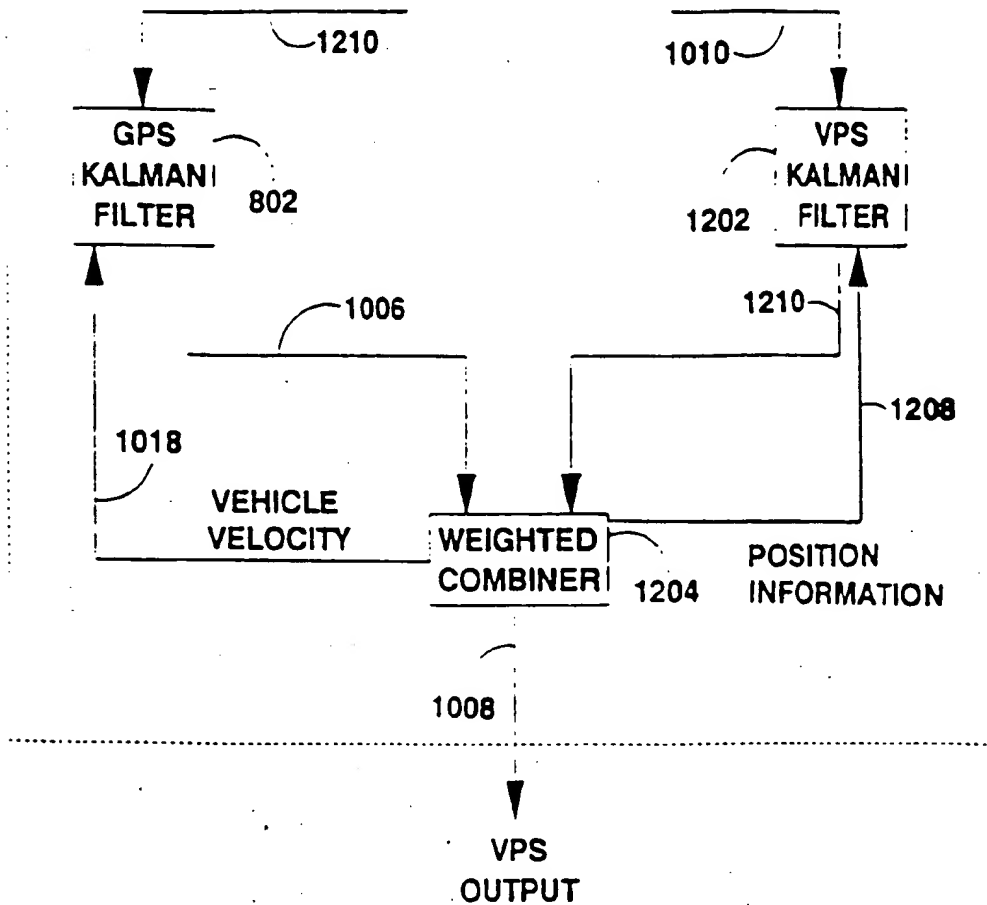 1210
1010
GPS
KALMAN
FILTER
802
VPS
KALMAN
FILTER
1202
1006
1210
1208
1018
VEHICLE
VELOCITY
WEIGHTED
COMBINER
1204
POSITION
INFORMATION
1008
VPS
OUTPUT